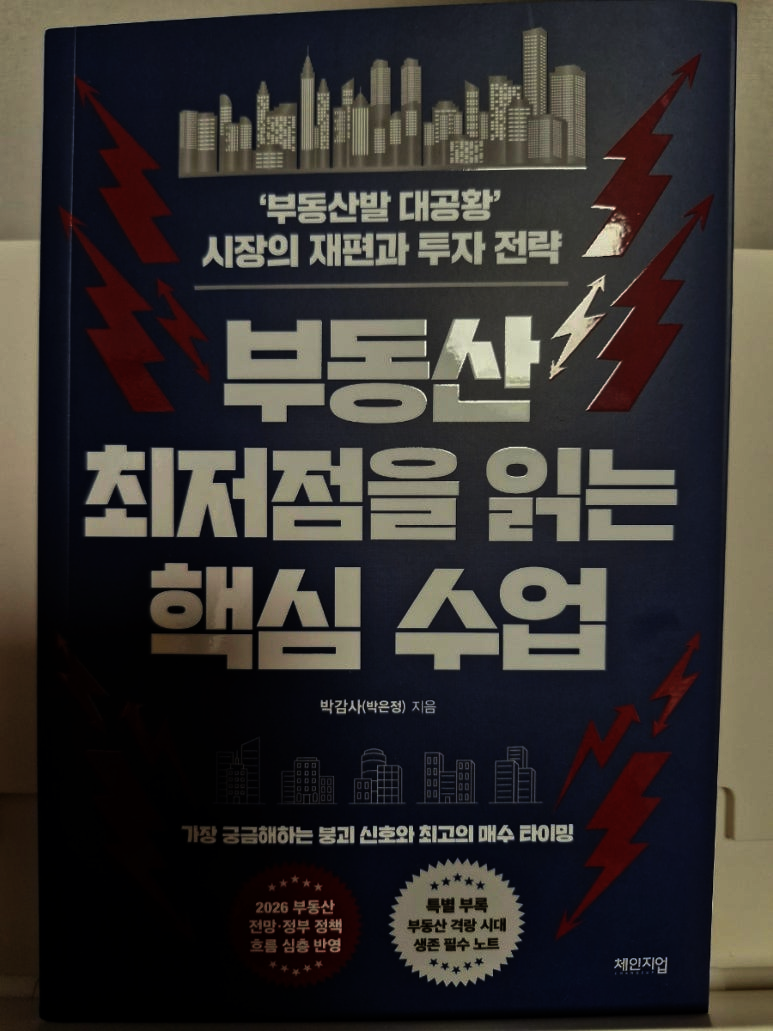 ‘부동산발 대공황’
시장의 재편과 투자 전략
부동산
최저점을 읽는
핵심 수업
박감사(박은정) 지음
가장 궁금해하는 붕괴 신호와 최고의 매수 타이밍
2026 부동산
전망·정부 정책
흐름 심층 반영
특별 부록
부동산 격랑 시대
생존 필수 노트
체인지업